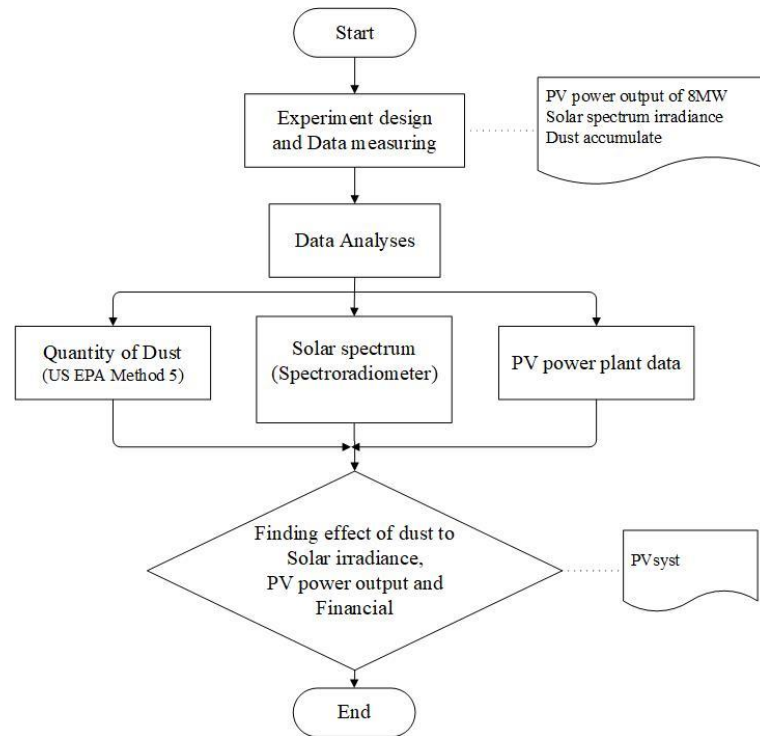 Start
Experiment design
and Data measuring
PV power output of 8MW
Solar spectrum irradiance
Dust accumulate
Data Analyses
Quantity of Dust
(US EPA Method 5)
Solar spectrum
(Spectroradiometer)
PV power plant data
Finding effect of dust to
Solar irradiance,
PV power output and
Financial
PVsyst
End